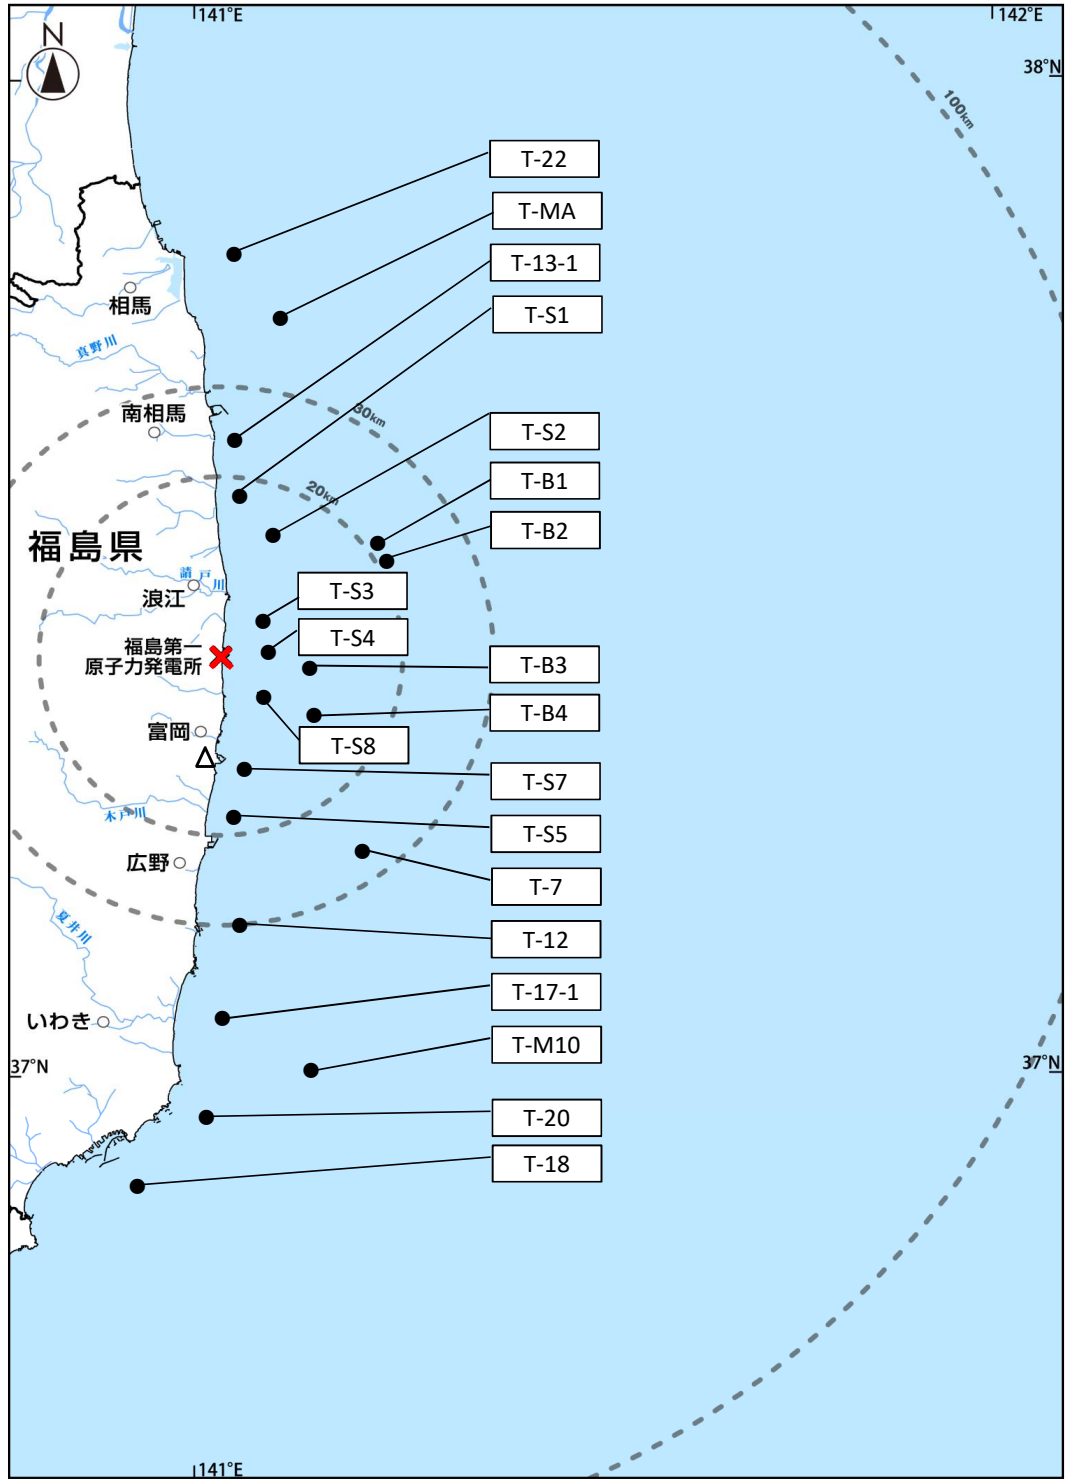 141°E
142°E
N
38°N
100km
T-22
T-MA
T-13-1
相馬
T-S1
真野川
30km
南相馬
T-S2
T-B1
20km
T-B2
福島県
請戸川
T-S3
浪江
T-S4
福島第一
原子力発電所
T-B3
T-B4
富岡
T-S8
T-S7
木戸川
T-S5
広野
T-7
夏井川
T-12
T-17-1
いわき
T-M10
37°N
37°N
T-20
T-18
141°E